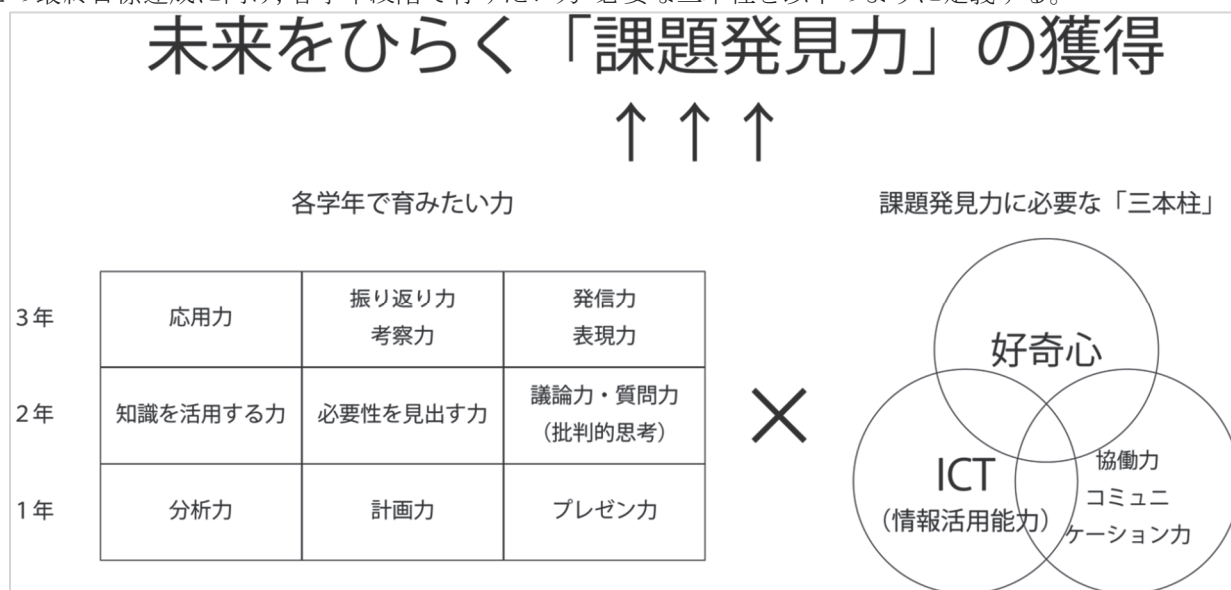 未来をひらく「課題発見力」の獲得
↑ ↑ ↑
各学年で育みたい力
課題発見力に必要な「三本柱」
3年
応用力
振り返り力
考察力
発信力
表現力
2年
知識を活用する力
必要性を見出す力
議論力・質問力
(批判的思考)
1年
分析力
計画力
プレゼン力
×
好奇心
ICT
(情報活用能力)
協働力
コミュニ
ケーション力